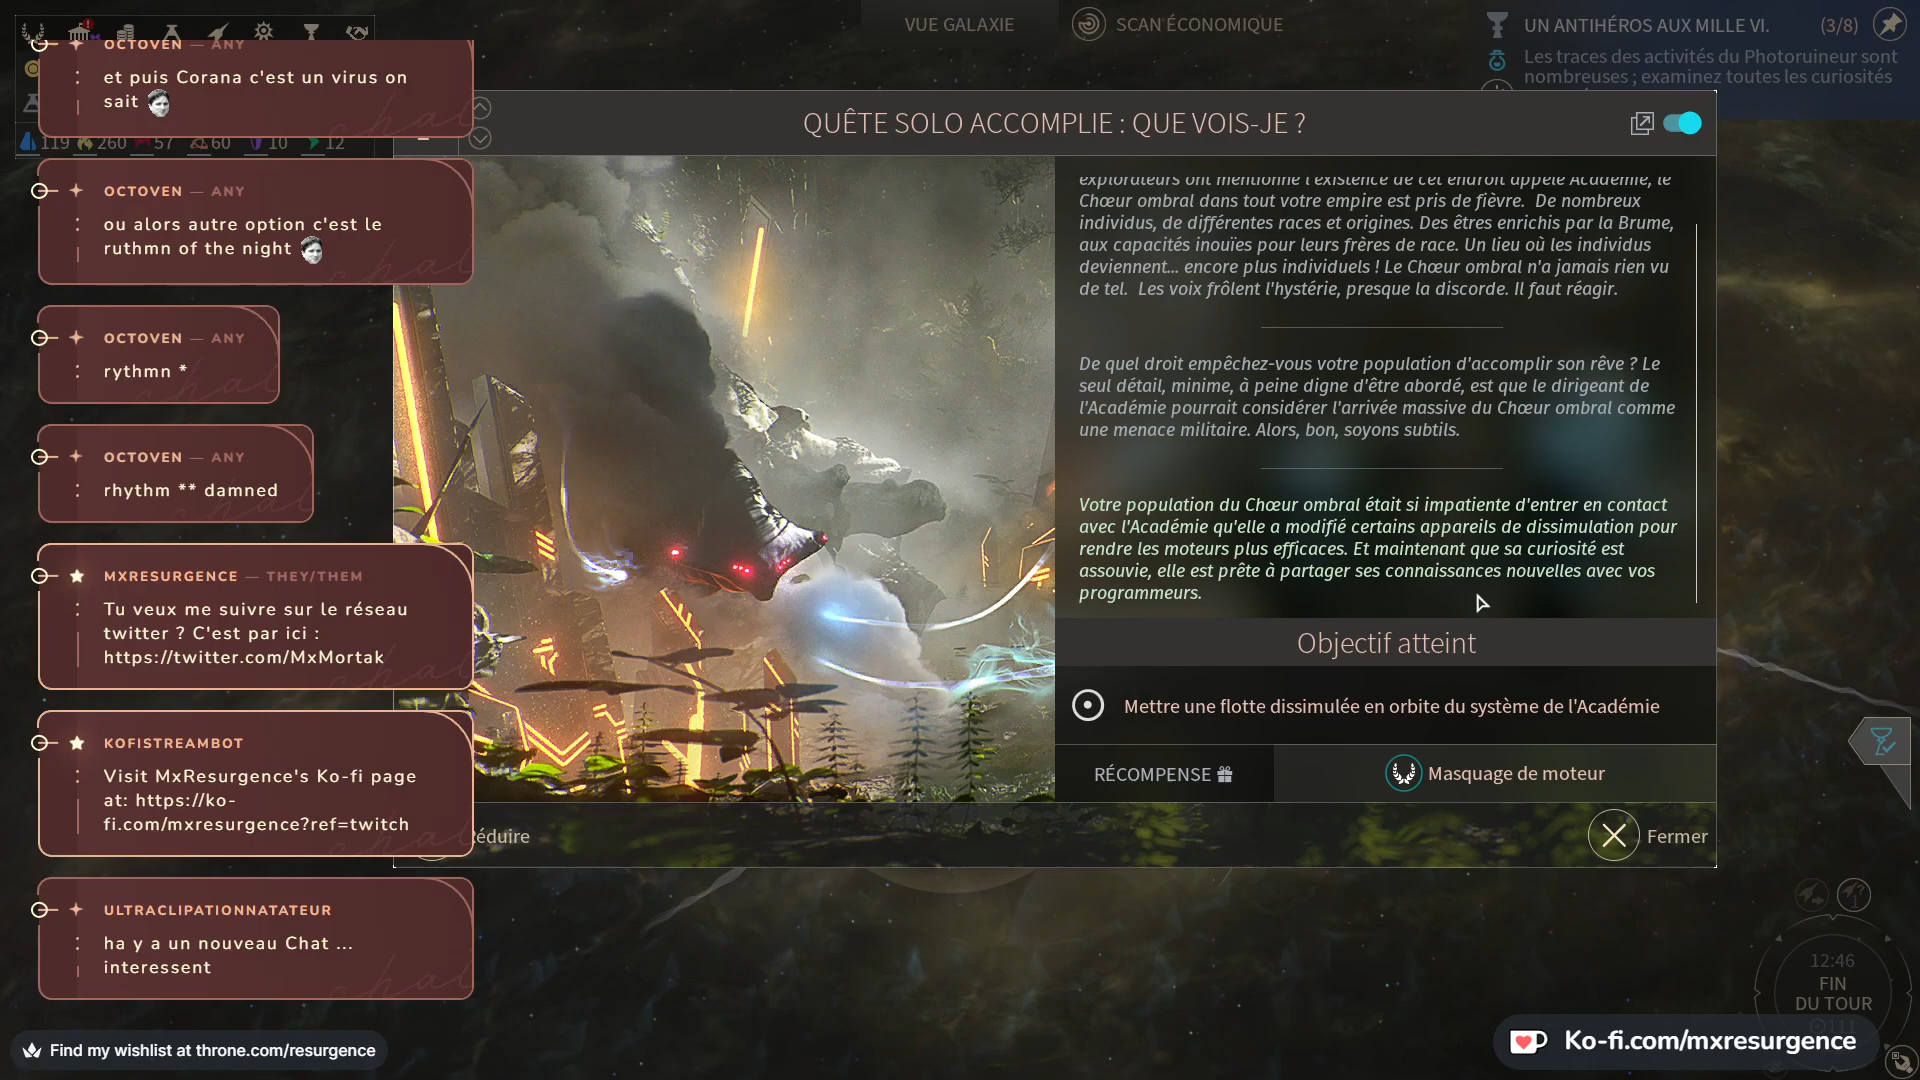 VUE GALAXIE
SCAN ÉCONOMIQUE
UN ANTIHÉROS AUX MILLE VI.
(3/8)
Les traces des activités du Photoruineur sont
nombreuses ; examinez toutes les curiosités
119
260
57
60
10
12
OCTOVEN — ANY
et puis Corana c'est un virus on
sait
OCTOVEN — ANY
ou alors autre option c'est le
ruthmn of the night
OCTOVEN — ANY
rythmn *
OCTOVEN — ANY
rhythm ** damned
MXRESURGENCE — THEY/THEM
Tu veux me suivre sur le réseau
twitter ? C'est par ici :
https://twitter.com/MxMortak
KOFISTREAMBOT
Visit MxResurgence's Ko-fi page
at: https://ko-
fi.com/mxresurgence?ref=twitch
ULTRACLIPATIONNATATEUR
ha y a un nouveau Chat ...
interessent
QUÊTE SOLO ACCOMPLIE : QUE VOIS-JE ?
explorateurs ont mentionné l'existence de cet endroit appelé Académie, le
Chœur ombral dans tout votre empire est pris de fièvre. De nombreux
individus, de différentes races et origines. Des êtres enrichis par la Brume,
aux capacités inouïes pour leurs frères de race. Un lieu où les individus
deviennent... encore plus individuels ! Le Chœur ombral n'a jamais rien vu
de tel. Les voix frôlent l'hystérie, presque la discorde. Il faut réagir.
De quel droit empêchez-vous votre population d'accomplir son rêve ? Le
seul détail, minime, à peine digne d'être abordé, est que le dirigeant de
l'Académie pourrait considérer l'arrivée massive du Chœur ombral comme
une menace militaire. Alors, bon, soyons subtils.
Votre population du Chœur ombral était si impatiente d'entrer en contact
avec l'Académie qu'elle a modifié certains appareils de dissimulation pour
rendre les moteurs plus efficaces. Et maintenant que sa curiosité est
assouvie, elle est prête à partager ses connaissances nouvelles avec vos
programmeurs.
Objectif atteint
Mettre une flotte dissimulée en orbite du système de l'Académie
RÉCOMPENSE
Masquage de moteur
éduire
Fermer
12:46
FIN
DU TOUR
111
Find my wishlist at throne.com/resurgence
Ko-fi.com/mxresurgence